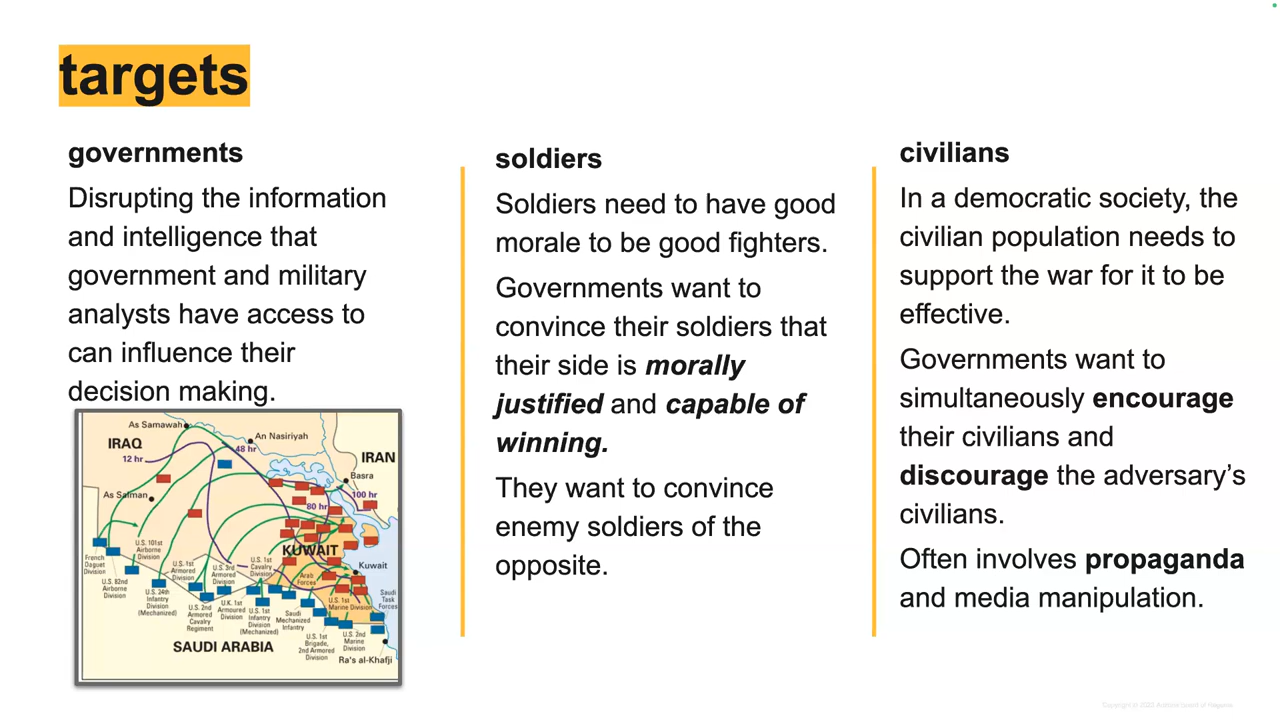 targets
governments
Disrupting the information
and intelligence that
government and military
analysts have access to
can influence their
decision making.
As Samawah
An Nasiriyah
IRAQ
48 hr
12 hr
IRAN
Basra
As Salman
100 hr
80 hr
KUWAIT
Kuwait
French
Daguet
Division
U.S. 82nd
Airborne
Division
U.S. 101st
Airborne
Division
U.S. 24th
Infantry
Division
(Mechanized)
U.S. 1st
Armored
Division
U.S. 2nd
Armored
Cavalry
Regiment
U.S. 3rd
Armored
Division
U.K. 1st
Armoured
Division
U.S. 1st
Cavalry
Division
U.S. 1st
Infantry
Division
(Mechanized)
Arab
Forces
Saudi
Mechanized
Infantry
U.S. 1st
Brigade,
2nd Armored
Division
U.S. 1st
Marine Division
U.S. 2nd
Marine
Division
Saudi
Task
Forces
SAUDI ARABIA
Ra's al-Khafji
soldiers
Soldiers need to have good
morale to be good fighters.
Governments want to
convince their soldiers that
their side is morally
justified and capable of
winning.
They want to convince
enemy soldiers of the
opposite.
civilians
In a democratic society, the
civilian population needs to
support the war for it to be
effective.
Governments want to
simultaneously encourage
their civilians and
discourage the adversary's
civilians.
Often involves propaganda
and media manipulation.